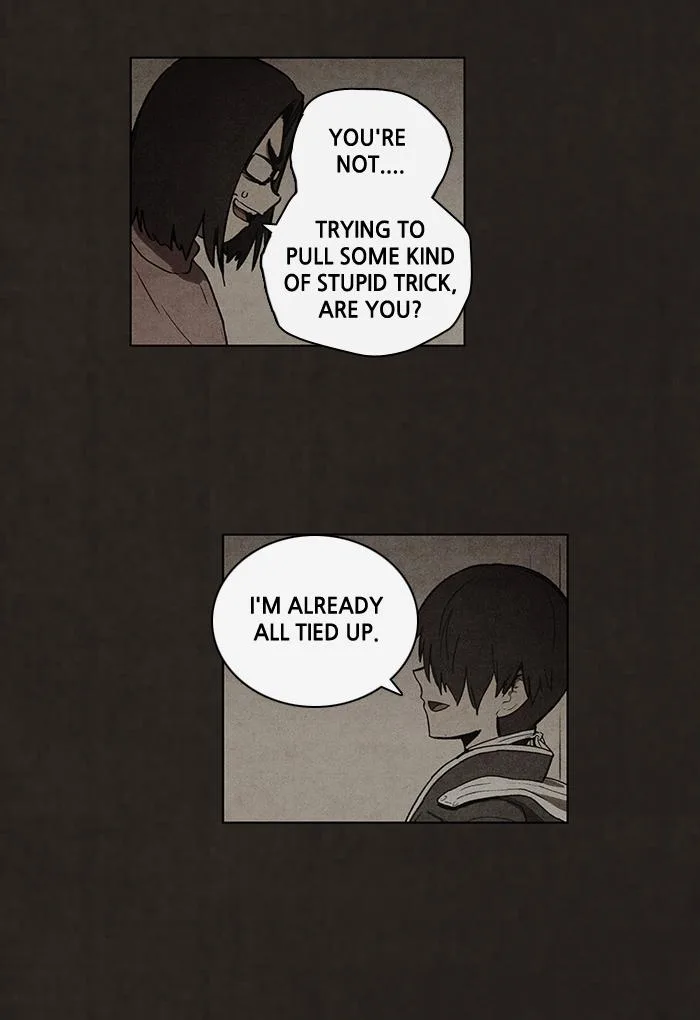 YOU'RE
NOT....
TRYING TO
PULL SOME KIND
OF STUPID TRICK,
ARE YOU?
I'M ALREADY
ALL TIED UP.